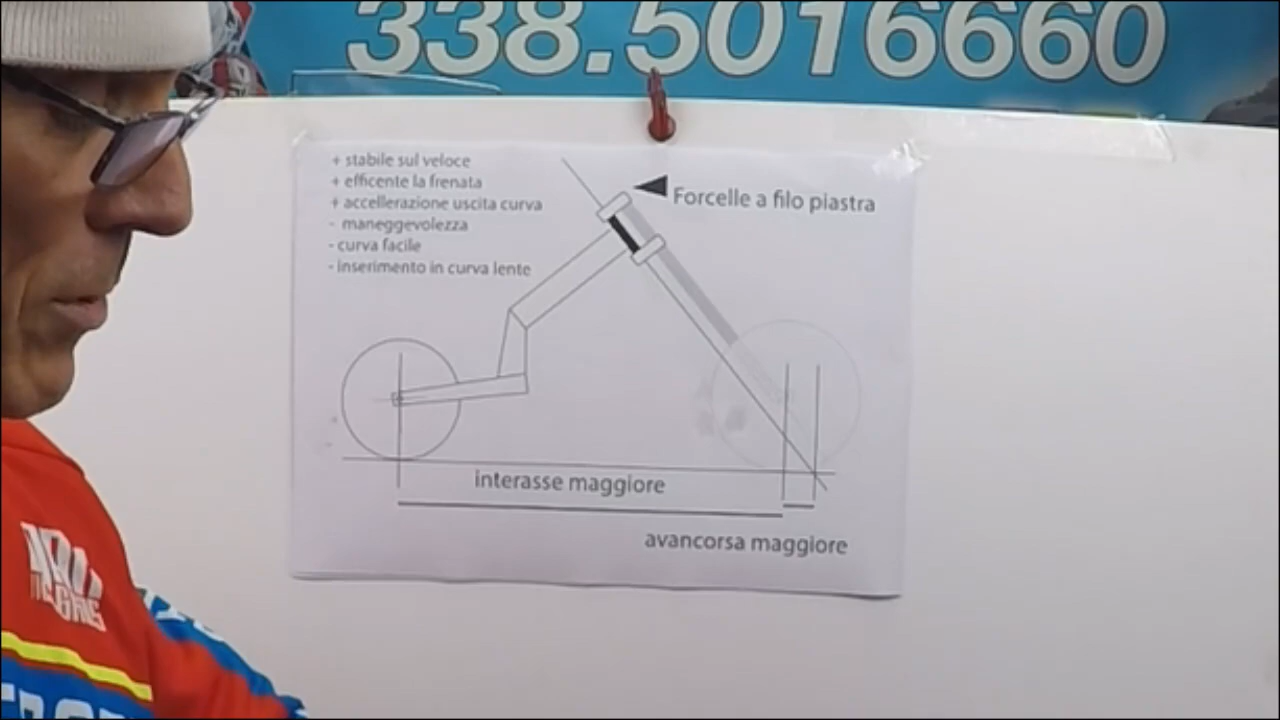 338.5016660
+ stabile sul veloce
+ efficente la frenata
+ accellerazione uscita curva
- maneggevolezza
- curva facile
- inserimento in curva lente
Forcelle a filo piastra
interasse maggiore
avancorsa maggiore